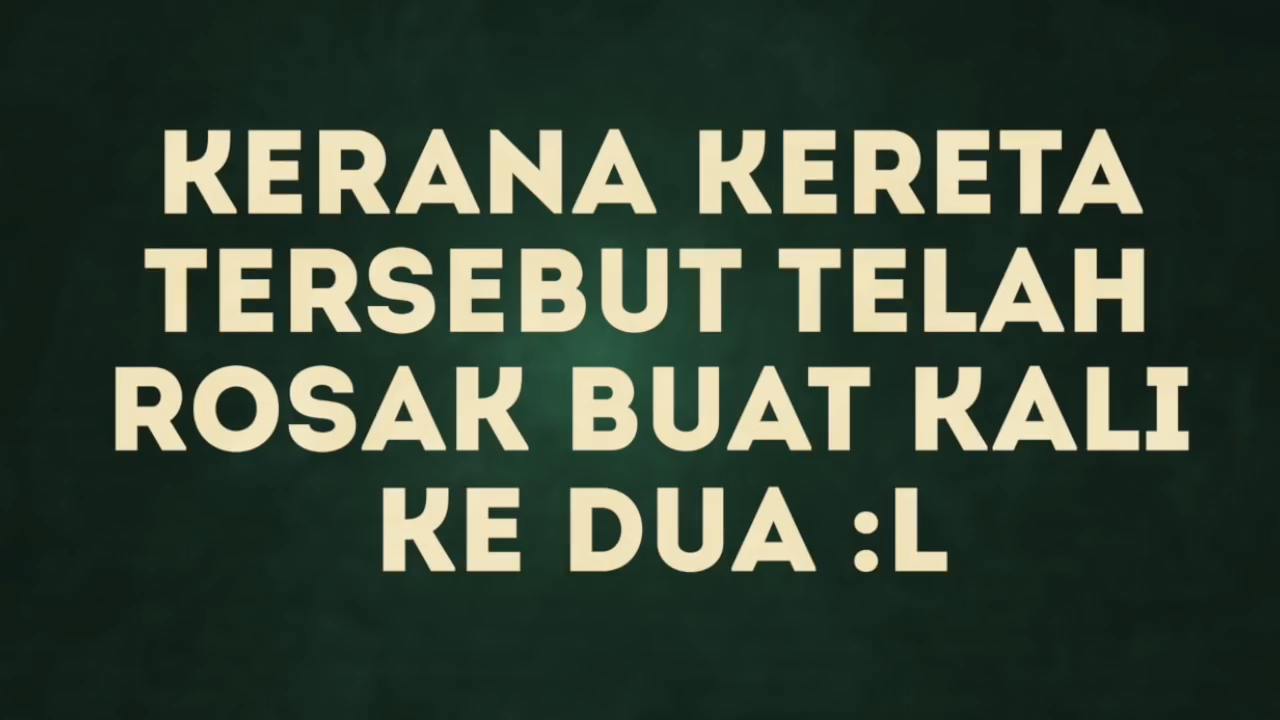 KERANA KERETA
TERSEBUT TELAH
ROSAK BUAT KALI
KE DUA :L